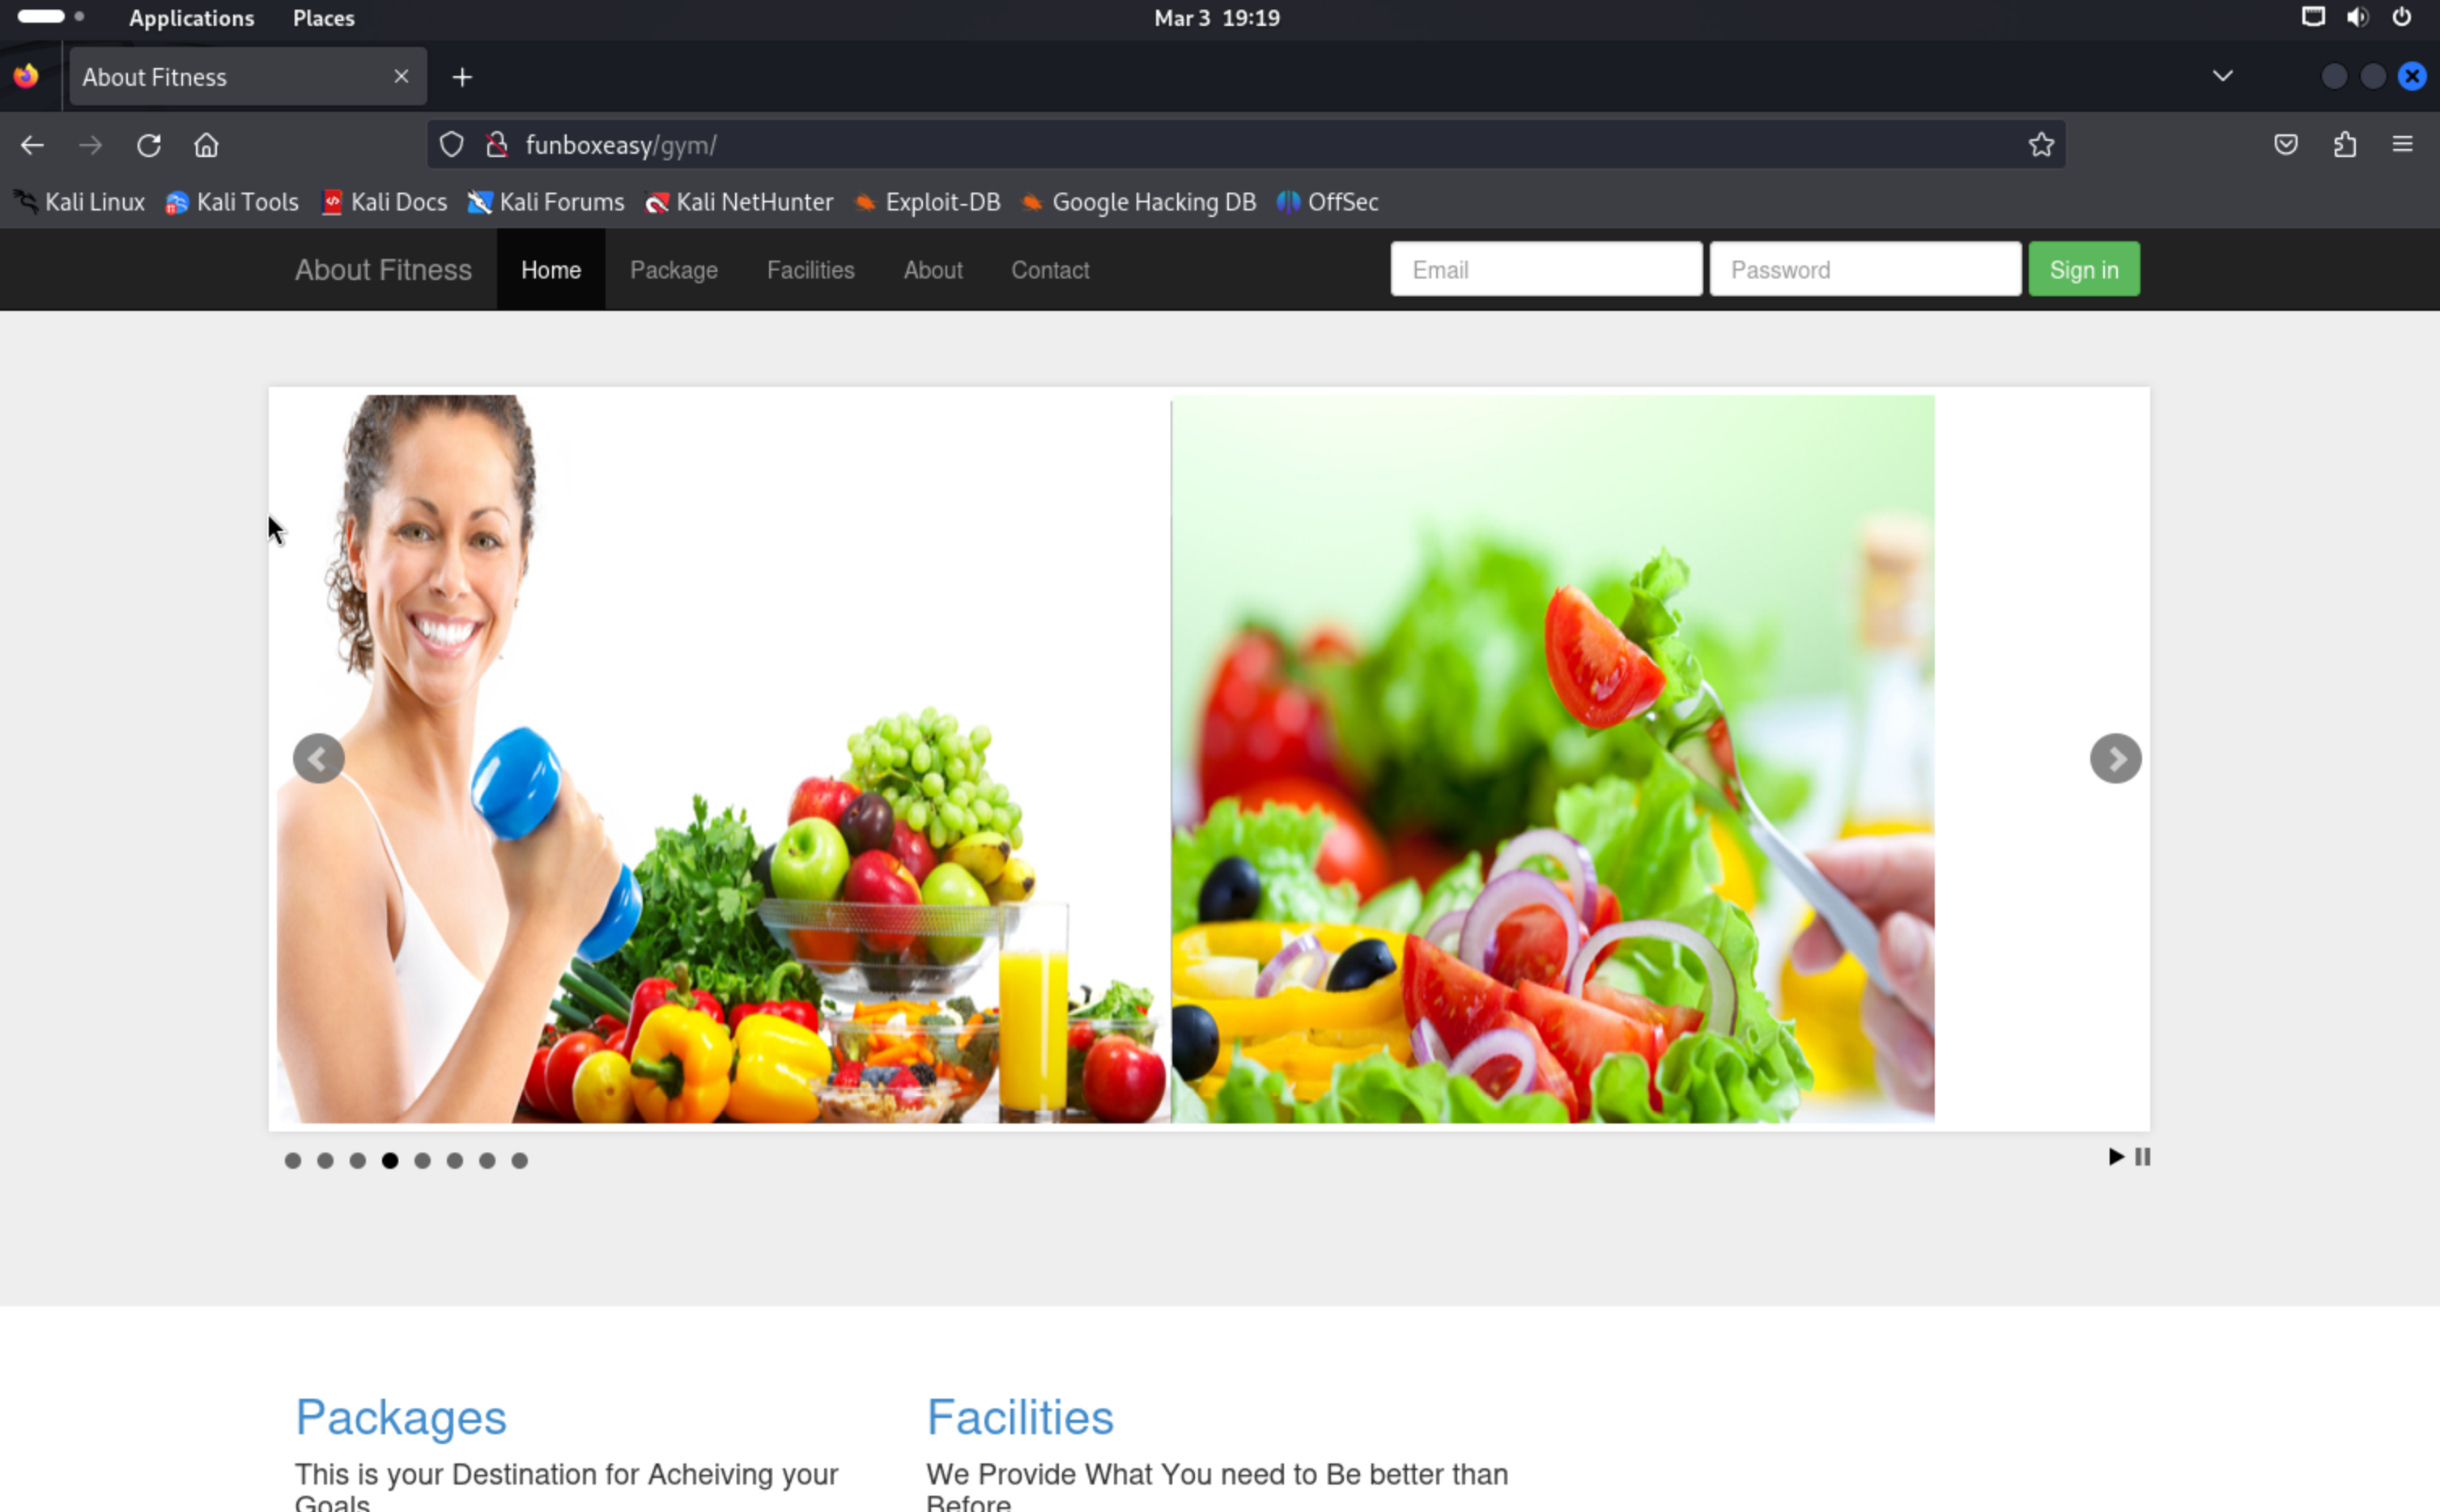 Applications Places Mar 3 19:19
About Fitness
funboxeasy/gym/
Kali Linux Kali Tools Kali Docs Kali Forums Kali NetHunter Exploit-DB Google Hacking DB OffSec
About Fitness Home Package Facilities About Contact Email Password Sign in
Packages Facilities
This is your Destination for Acheiving your We Provide What You need to Be better than
Goals Before